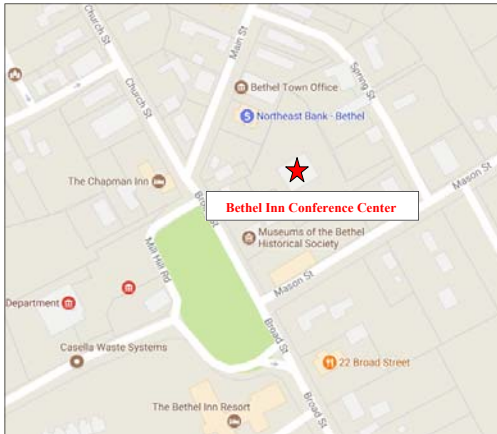 Church St
Main St
Church St
Bethel Town Office
Spring St
Northeast Bank - Bethel
The Chapman Inn
Mason St
Bethel Inn Conference Center
Museums of the Bethel
Historical Society
Mill Hill Rd
Mason St
Department
Broad St
Casella Waste Systems
22 Broad Street
The Bethel Inn Resort
Broad St